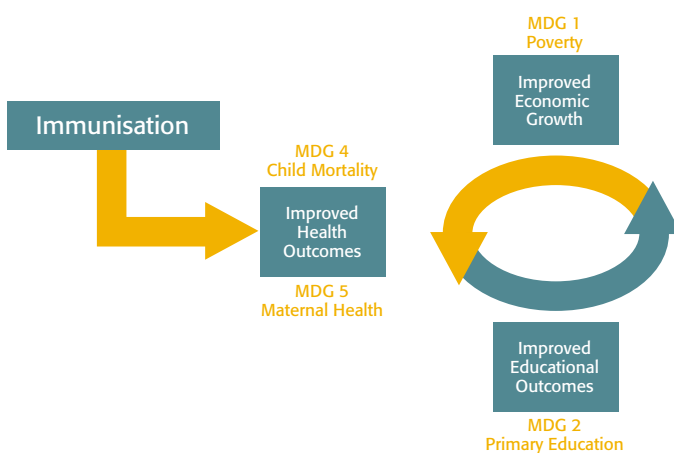 Immunisation
MDG 4
Child Mortality
Improved
Health
Outcomes
MDG 5
Maternal Health
MDG 1
Poverty
Improved
Economic
Growth
Improved
Educational
Outcomes
MDG 2
Primary Education